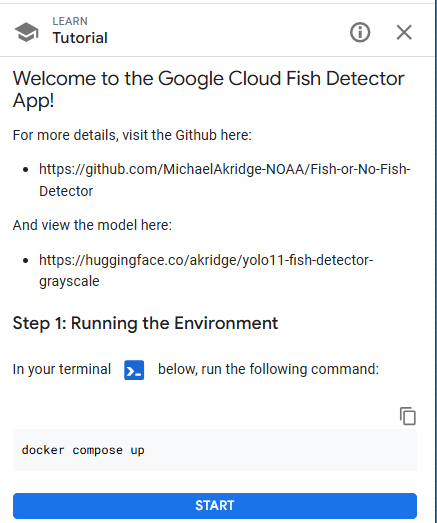 LEARN
Tutorial
Welcome to the Google Cloud Fish Detector
App!
For more details, visit the Github here:
https://github.com/MichaelAkridge-NOAA/Fish-or-No-Fish-
Detector
And view the model here:
https://huggingface.co/akridge/yolo11-fish-detector-
grayscale
Step 1: Running the Environment
In your terminal >_ below, run the following command:
docker compose up
START